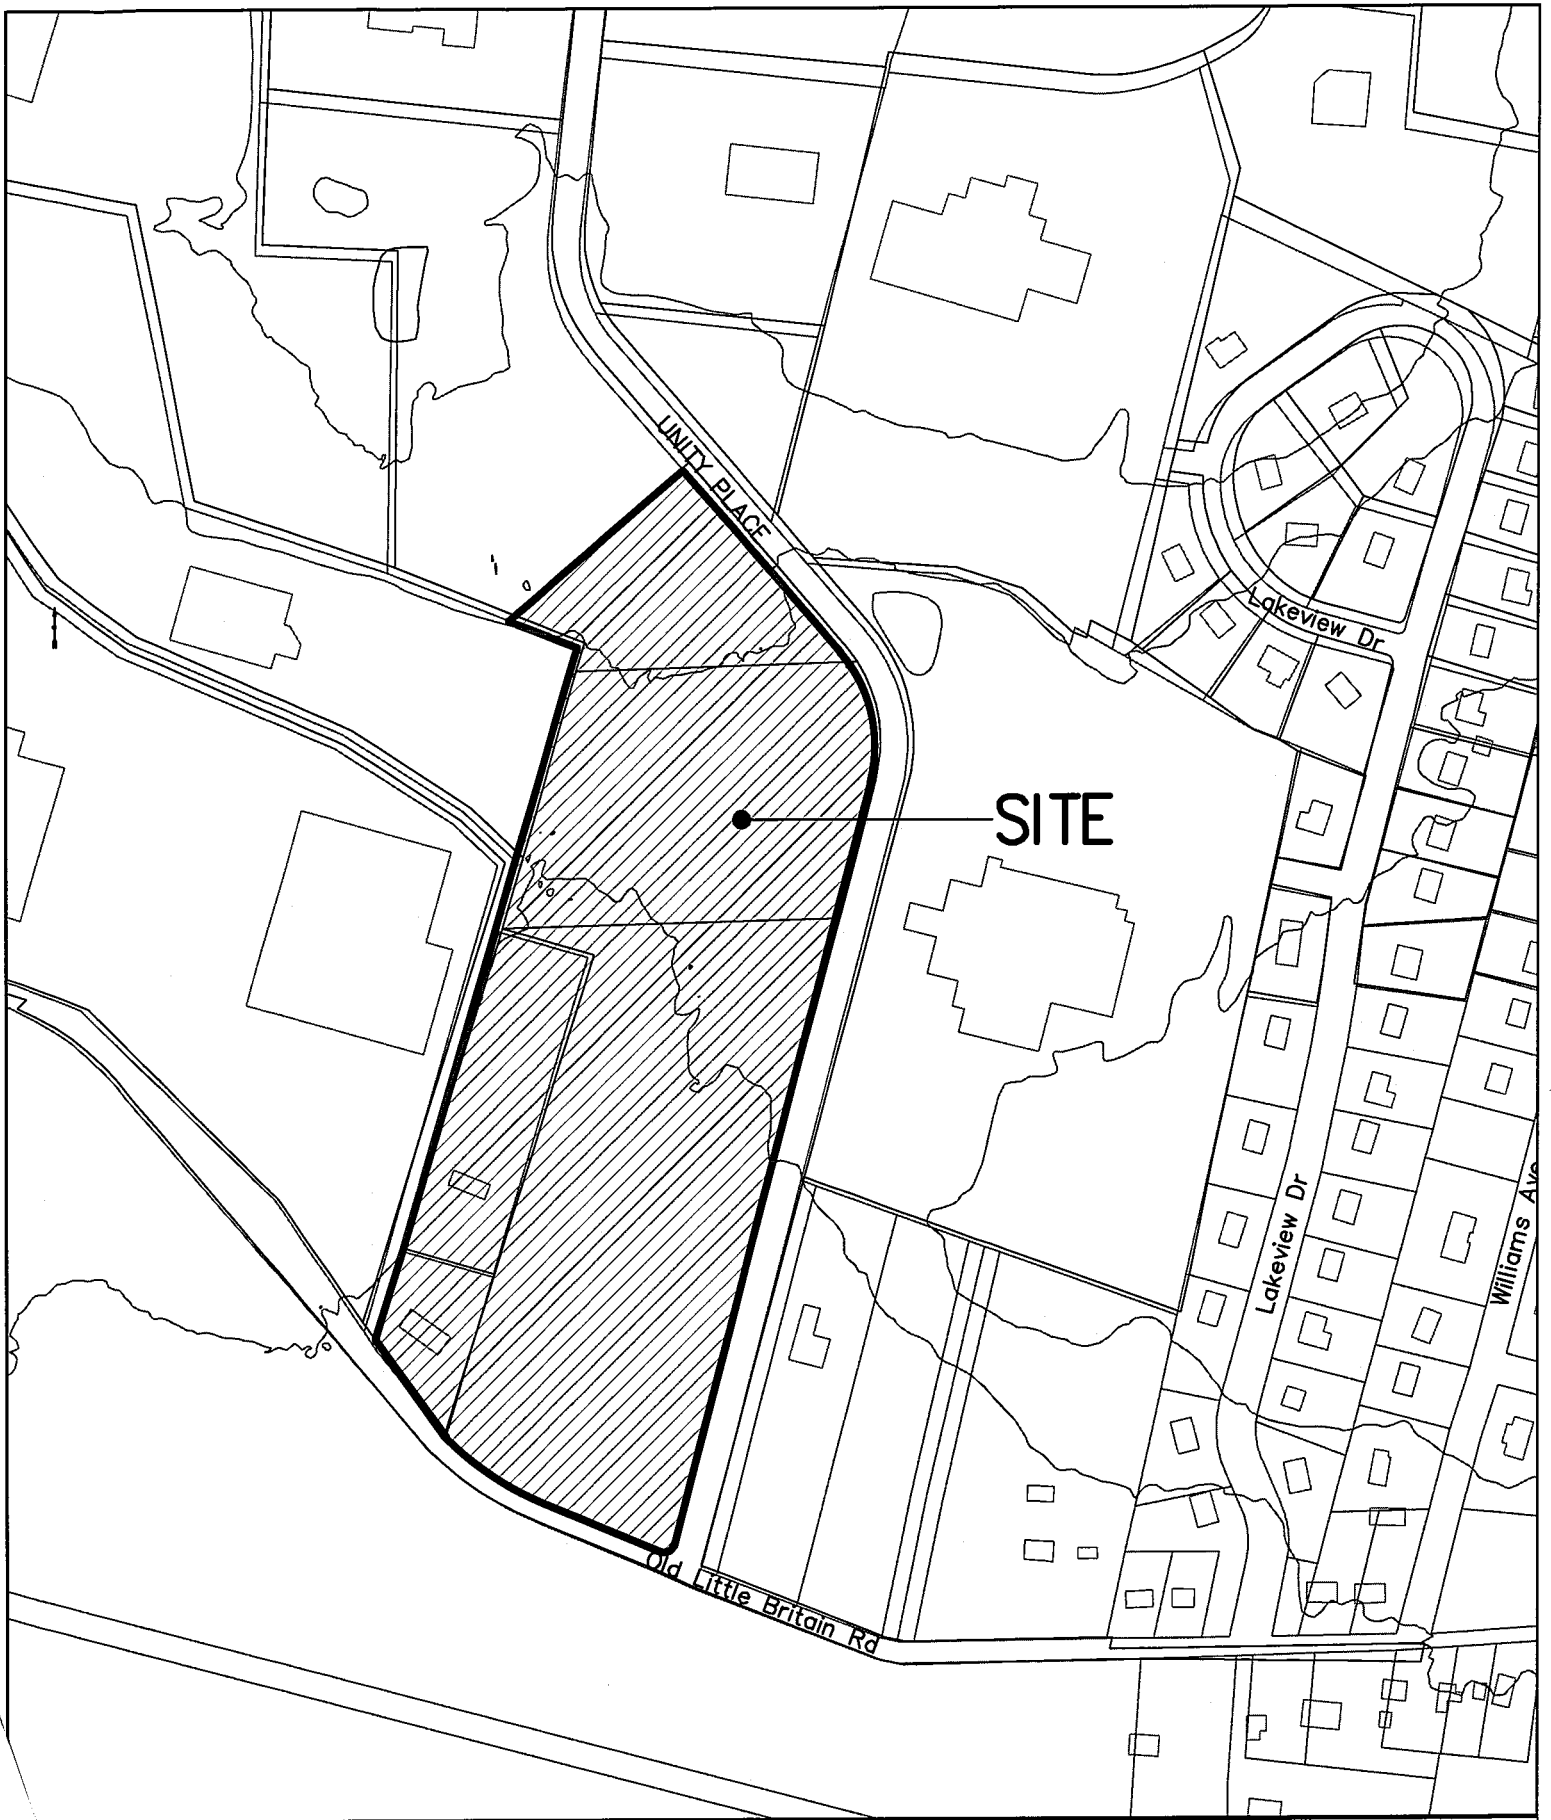 UNITY PLACE
Lakeview Dr
SITE
Lakeview Dr
Williams Ave
Old Little Britain Rd